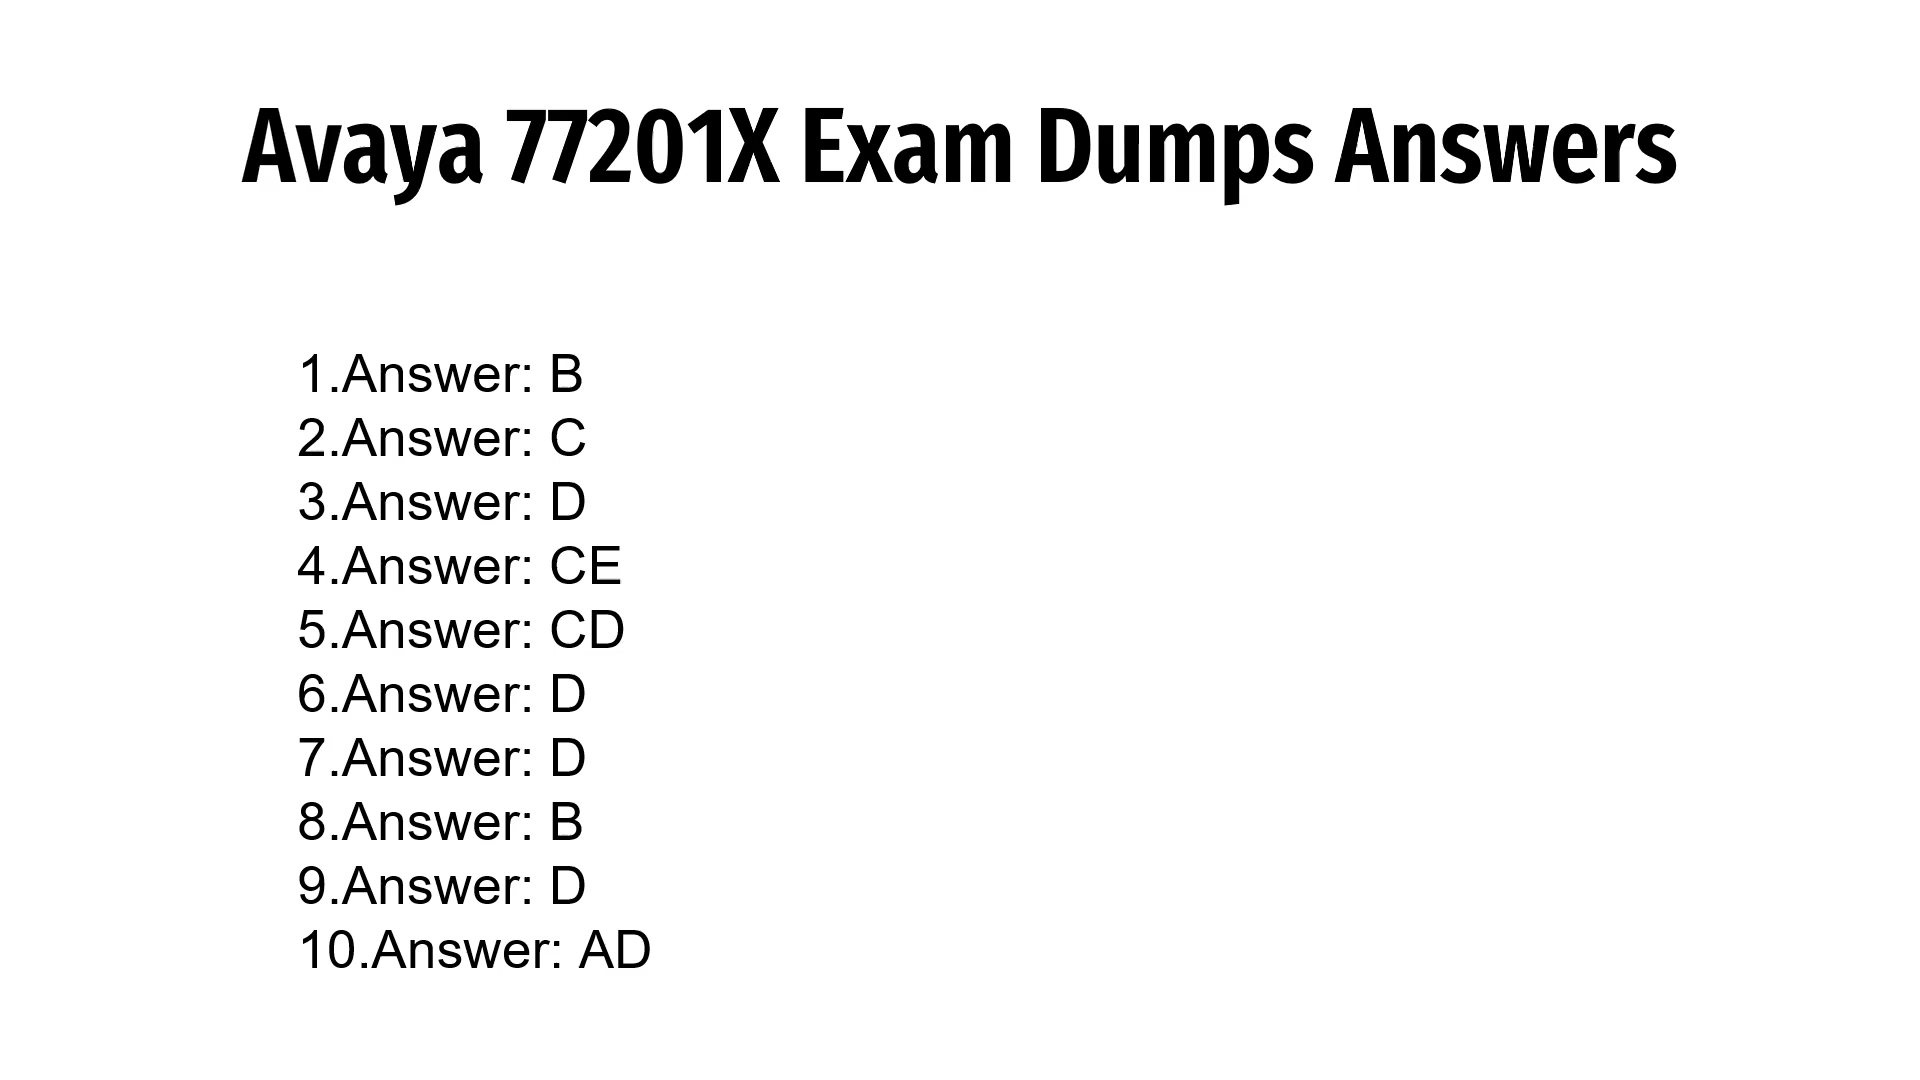 Avaya 77201X Exam Dumps Answers
1.Answer: B
2.Answer: C
3.Answer: D
4.Answer: CE
5.Answer: CD
6.Answer: D
7.Answer: D
8.Answer: B
9.Answer: D
10.Answer: AD